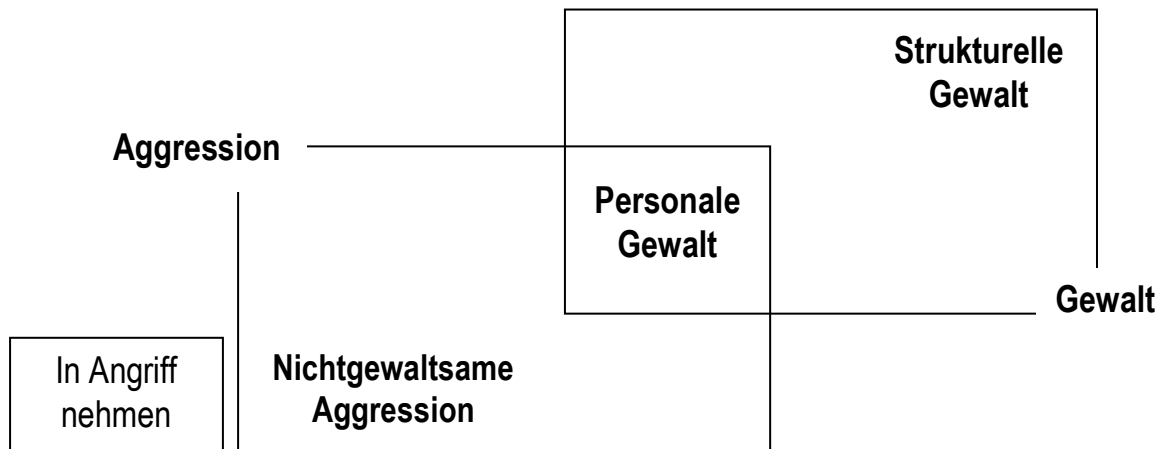 Strukturelle
Gewalt
Aggression
Personale
Gewalt
Gewalt
In Angriff
nehmen
Nichtgewaltsame
Aggression